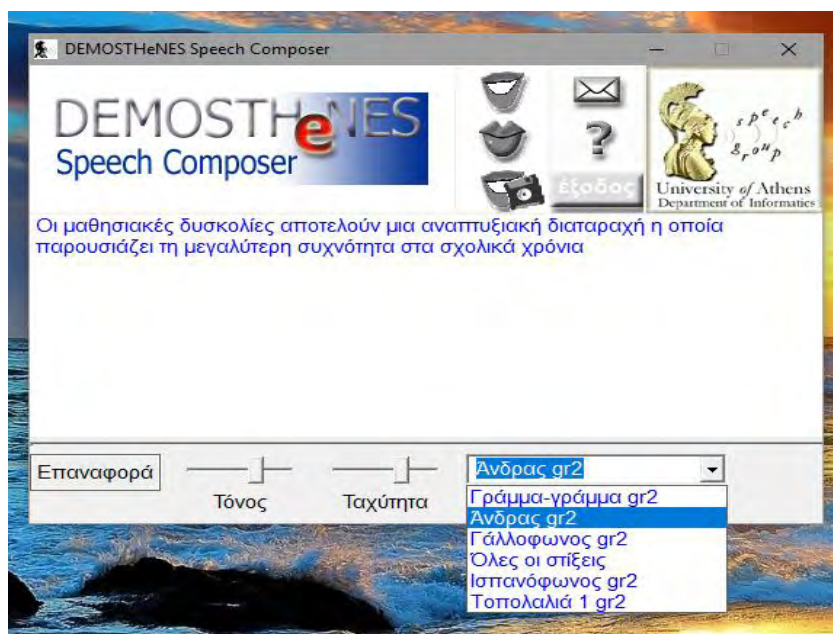 DEMOSTHeNES Speech Composer
DEMOSTHeNES
Speech Composer
έξοδος
speech
group
University of Athens
Department of Informatics
Οι μαθησιακές δυσκολίες αποτελούν μια αναπτυξιακή διαταραχή η οποία
παρουσιάζει τη μεγαλύτερη συχνότητα στα σχολικά χρόνια
Επαναφορά
Τόνος
Ταχύτητα
Άνδρας gr2
Γράμμα-γράμμα gr2
Άνδρας gr2
Γάλλοφωνος gr2
Όλες οι στίξεις
Ισπανόφωνος gr2
Τοπολαλιά 1 gr2